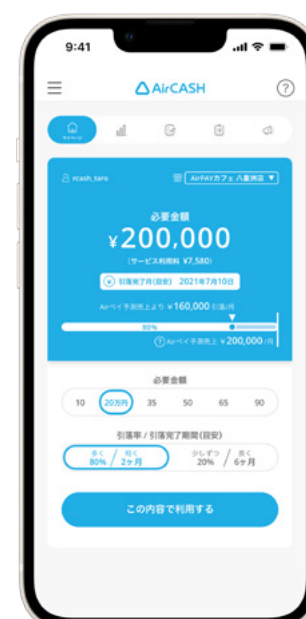 9:41
AirCASH
?
マイページ
rcash_taro
AirPAYカフェ 八重洲店 ▼
必要金額
¥200,000
(サービス利用料 ¥7,580)
引落完了月(目安) 2021年7月10日
Airペイ予測売上より ¥160,000 引落/月
80%
? Airペイ予測売上 ¥200,000 /月
必要金額
10 20万円 35 50 65 90
引落率 / 引落完了期間(目安)
多く 短く 少しずつ 長く
80% / 2ヶ月 20% / 6ヶ月
この内容で利用する